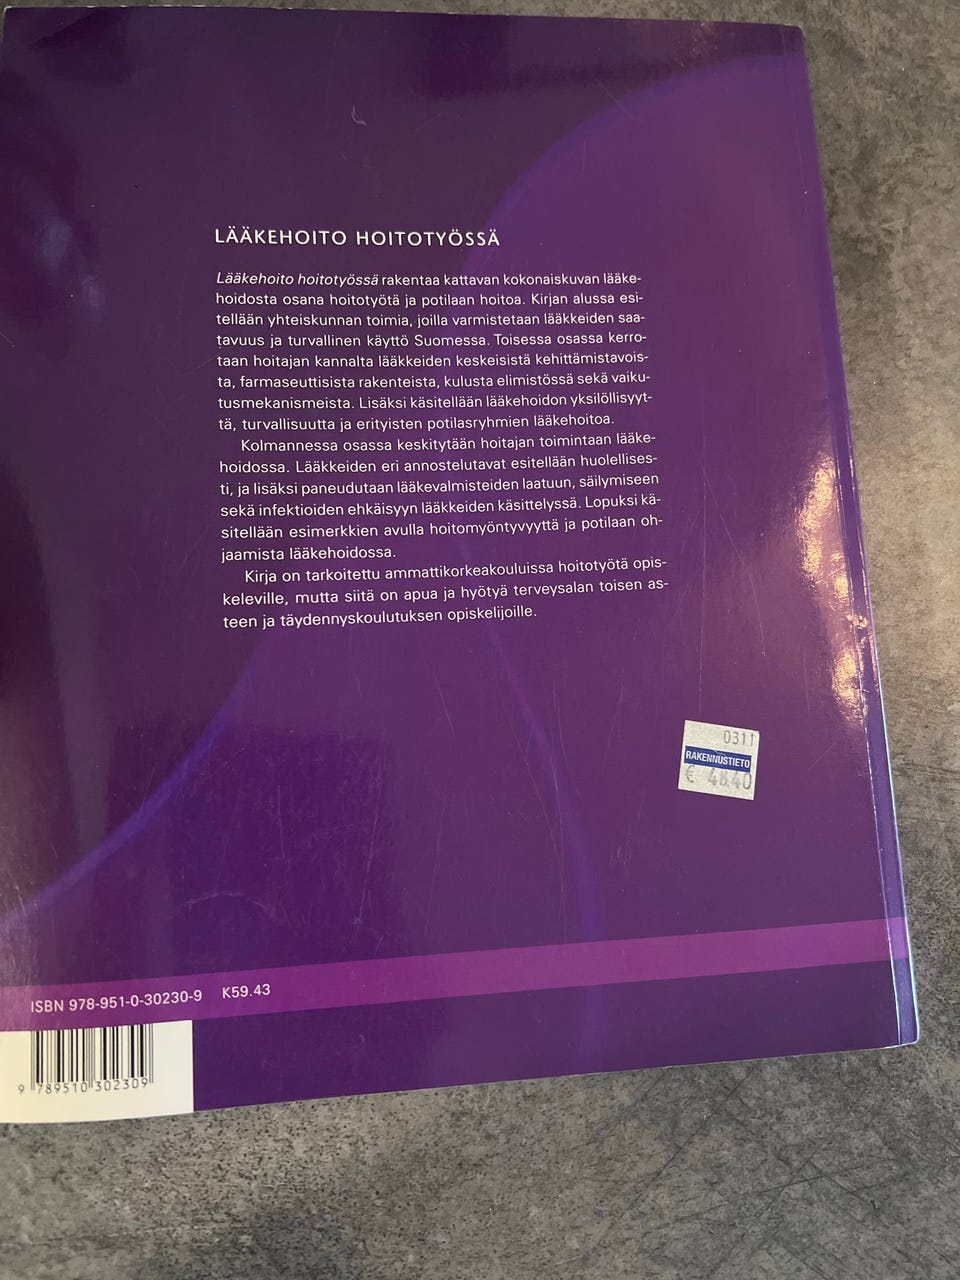 LÄÄKEHOITO HOITOTYÖSSÄ
Lääkehoito hoitotyössä rakentaa kattavan kokonaiskuvan lääke-
hoidosta osana hoitotyötä ja potilaan hoitoa. Kirjan alussa esi-
tellään yhteiskunnan toimia, joilla varmistetaan lääkkeiden saa-
tavuus ja turvallinen käyttö Suomessa. Toisessa osassa kerro-
taan hoitajan kannalta lääkkeiden keskeisistä kehittämistavois-
ta, farmaseuttisista rakenteista, kulusta elimistössä sekä vaiku-
tusmekanismeista. Lisäksi käsitellään lääkehoidon yksilöllisyyt-
tä, turvallisuutta ja erityisten potilasryhmien lääkehoitoa.
Kolmannessa osassa keskitytään hoitajan toimintaan lääke-
hoidossa. Lääkkeiden eri annostelutavat esitellään huolellises-
ti, ja lisäksi paneudutaan lääkevalmisteiden laatuun, säilymiseen
sekä infektioiden ehkäisyyn lääkkeiden käsittelyssä. Lopuksi kä-
sitellään esimerkkien avulla hoitomyöntyvyyttä ja potilaan oh-
jaamista lääkehoidossa.
Kirja on tarkoitettu ammattikorkeakouluissa hoitotyötä opis-
keleville, mutta siitä on apua ja hyötyä terveysalan toisen as-
teen ja täydennyskoulutuksen opiskelijoille.
0311
RAKENNUSTIETO
€ 48.40
ISBN 978-951-0-30230-9 K59.43
9 789510 302309